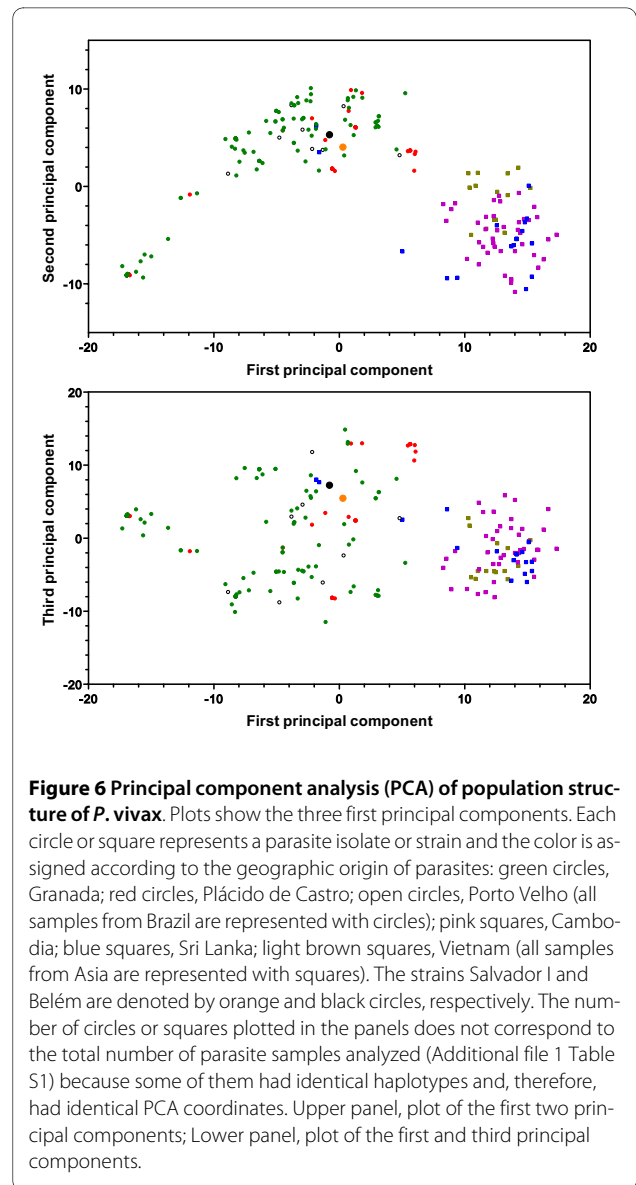 10
0
-10
-20
-10
0
10
20
Second principal component
First principal component
20
10
0
-10
-20
-20
-10
0
10
20
Third principal component
First principal component
Figure 6 Principal component analysis (PCA) of population struc-
ture of P. vivax. Plots show the three first principal components. Each
circle or square represents a parasite isolate or strain and the color is as-
signed according to the geographic origin of parasites: green circles,
Granada; red circles, Plácido de Castro; open circles, Porto Velho (all
samples from Brazil are represented with circles); pink squares, Cambo-
dia; blue squares, Sri Lanka; light brown squares, Vietnam (all samples
from Asia are represented with squares). The strains Salvador I and
Belém are denoted by orange and black circles, respectively. The num-
ber of circles or squares plotted in the panels does not correspond to
the total number of parasite samples analyzed (Additional file 1 Table
S1) because some of them had identical haplotypes and, therefore,
had identical PCA coordinates. Upper panel, plot of the first two prin-
cipal components; Lower panel, plot of the first and third principal
components.